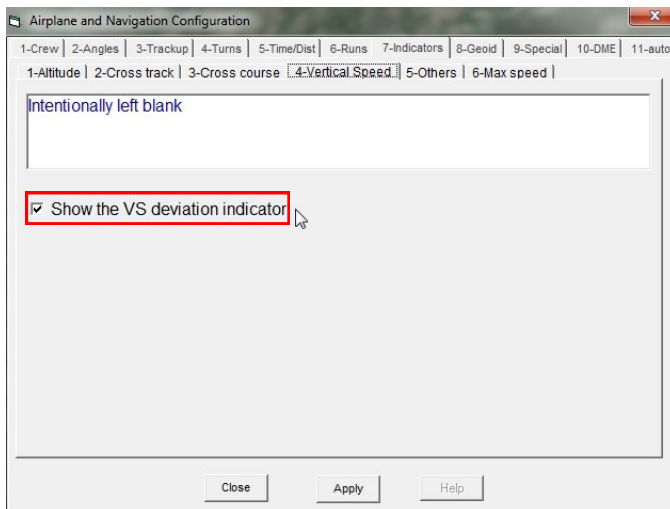 Airplane and Navigation Configuration
1-Crew 2-Angles 3-Trackup 4-Turns 5-Time/Dist 6-Runs 7-Indicators 8-Geoid 9-Special 10-DME 11-auto
1-Altitude 2-Cross track 3-Cross course 4-Vertical Speed 5-Others 6-Max speed
Intentionally left blank
Show the VS deviation indicator
Close Apply Help